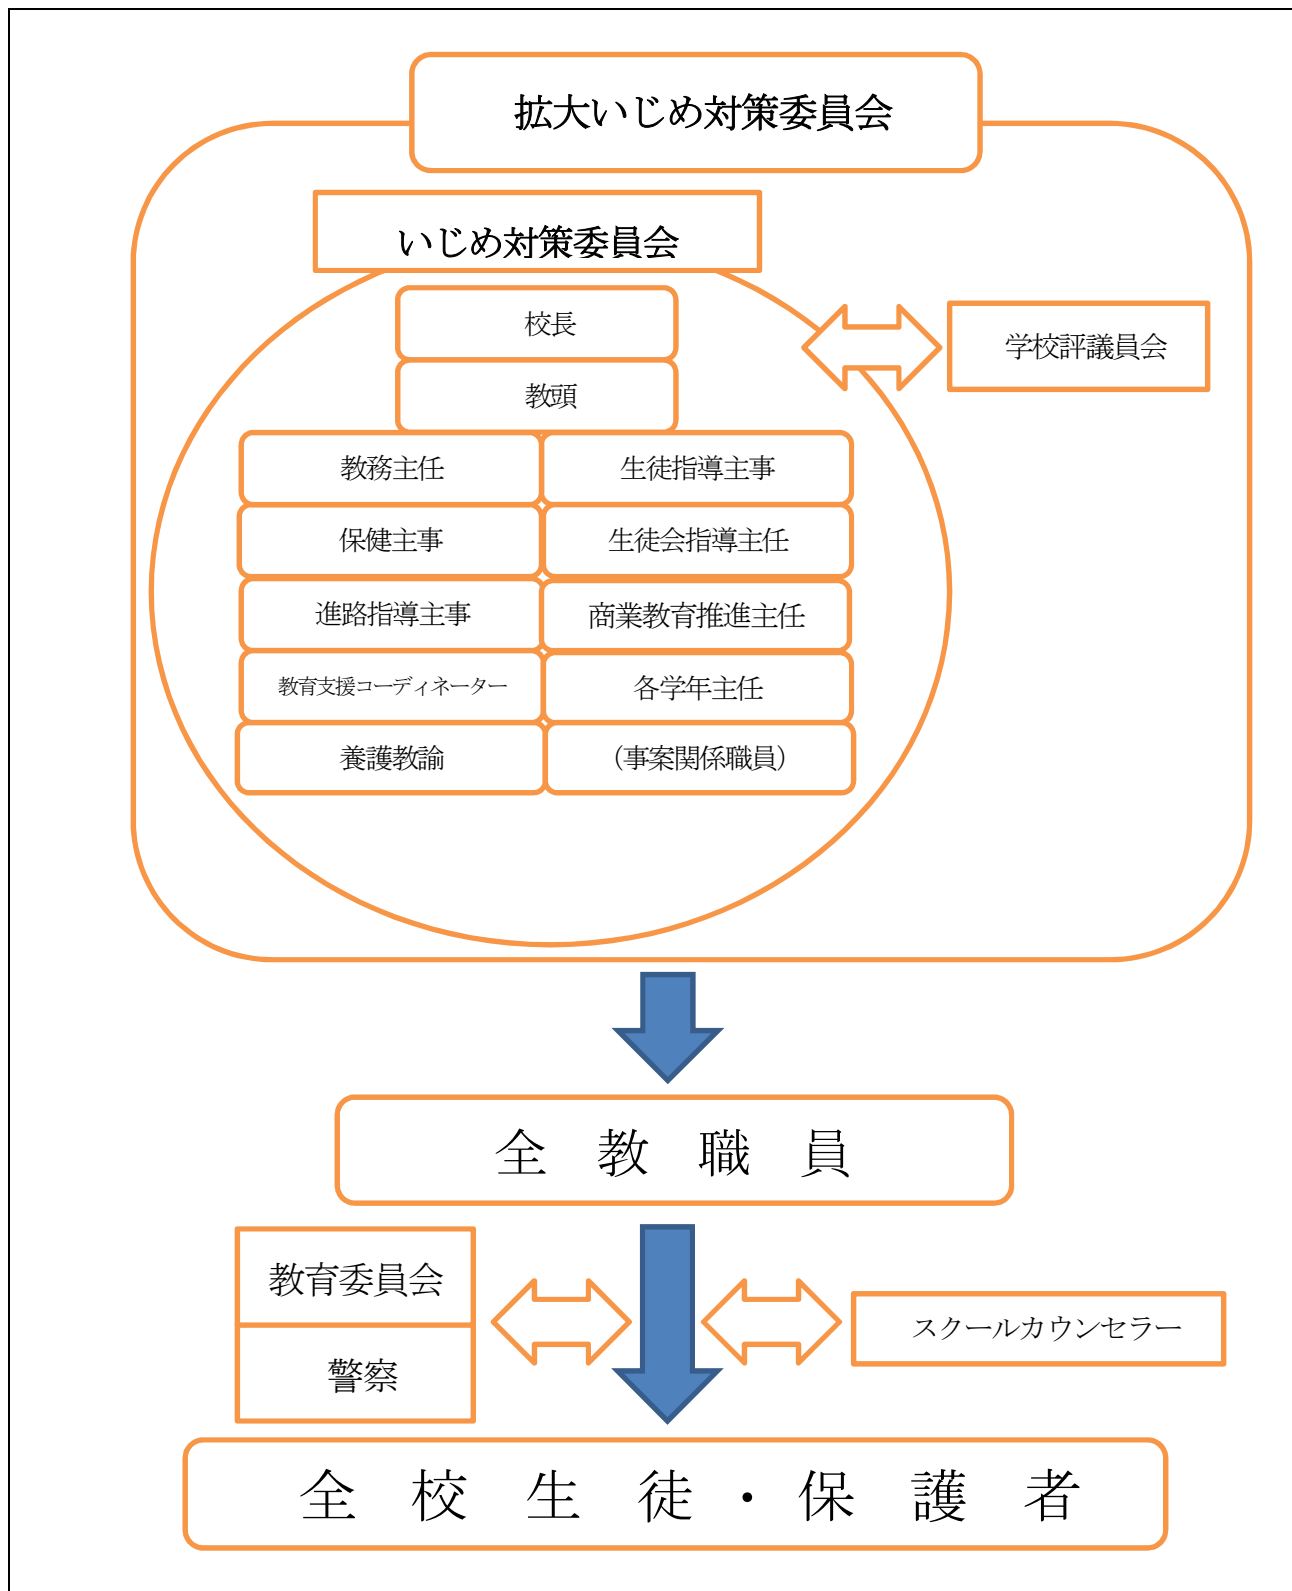 拡大いじめ対策委員会
いじめ対策委員会
校長
学校評議員会
教頭
教務主任
生徒指導主事
保健主事
生徒会指導主任
進路指導主事
商業教育推進主任
教育支援コーディネーター
各学年主任
養護教諭
（事案関係職員）
全　教　職　員
教育委員会
スクールカウンセラー
警察
全　校　生　徒　・　保　護　者